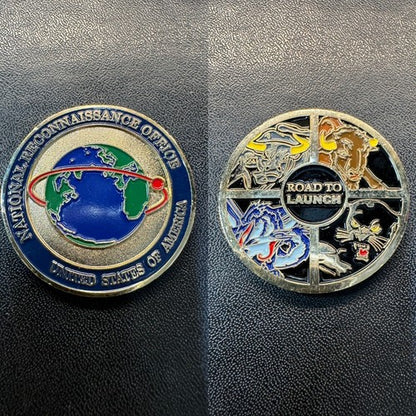 NATIONAL RECONNAISSANCE OFFICE
UNITED STATES OF AMERICA
ROAD TO
LAUNCH